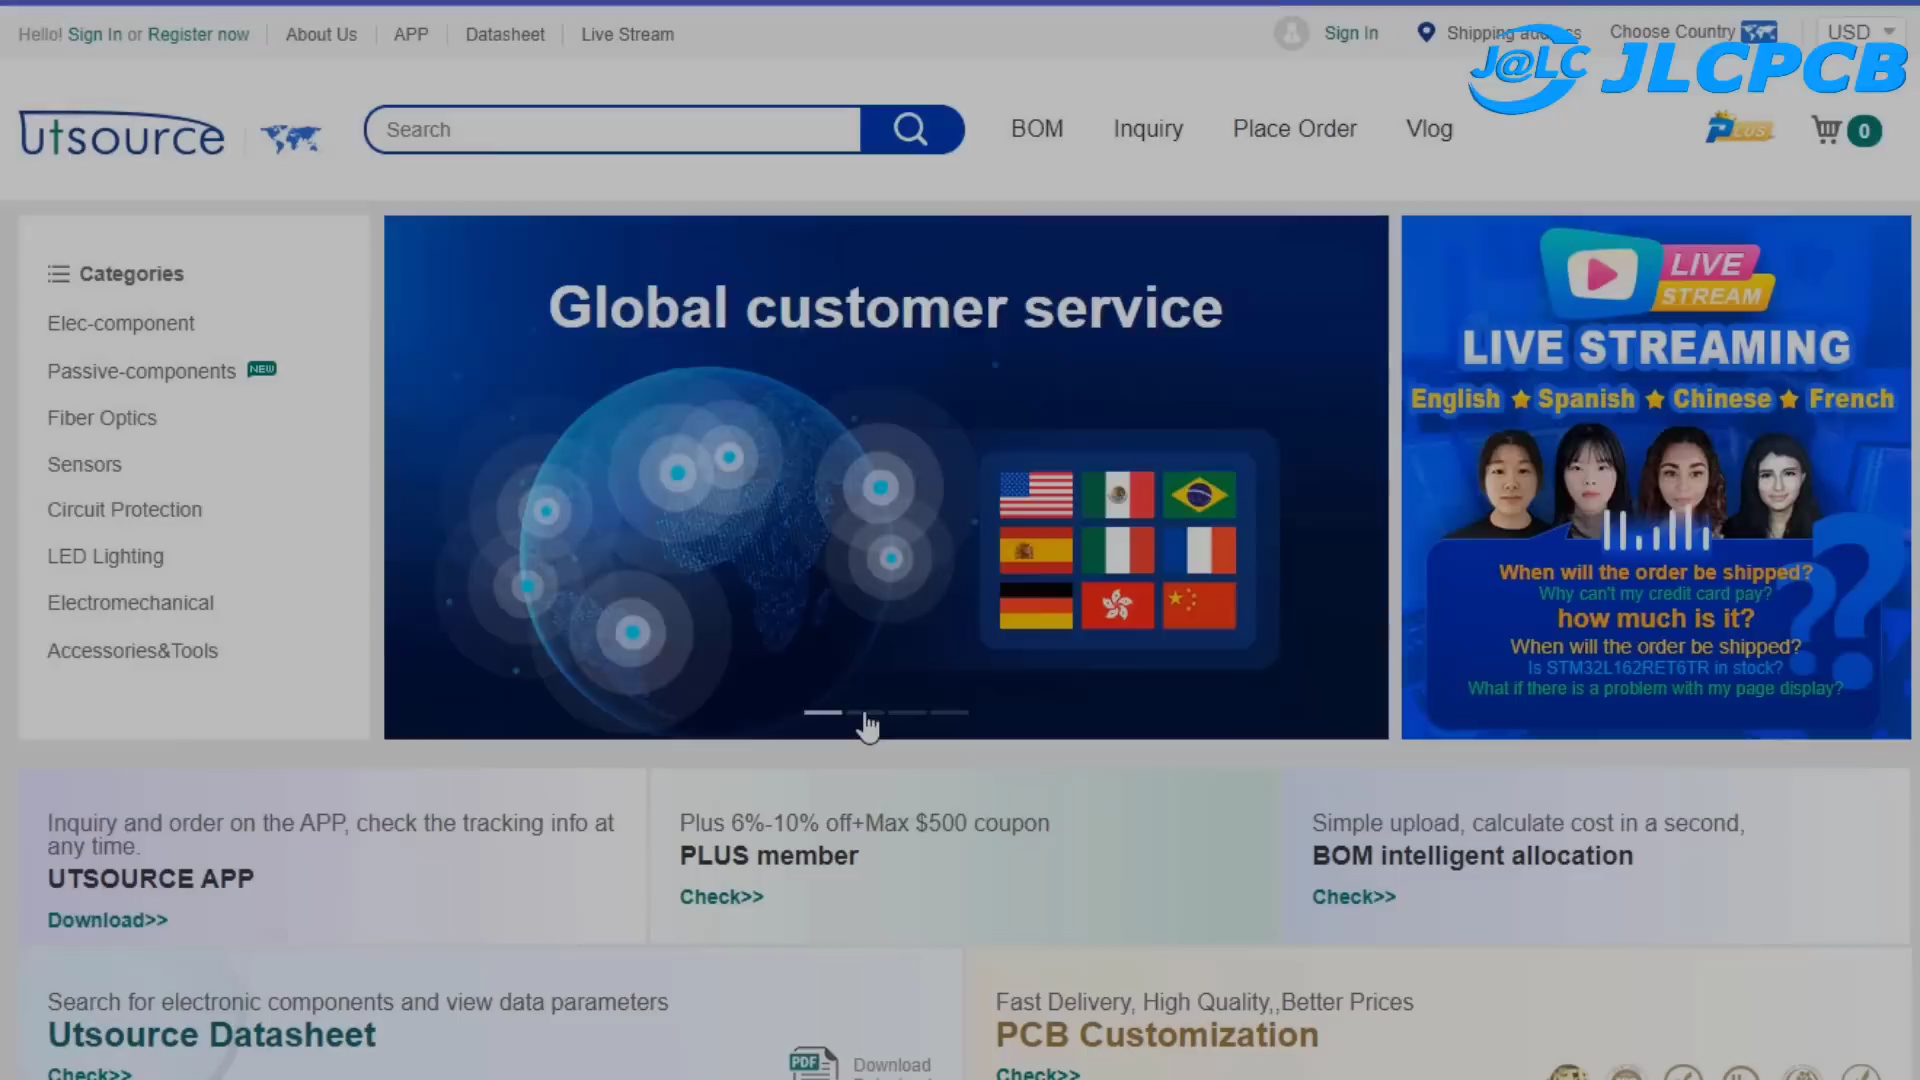 Hello! Sign In or Register now
About Us
APP
Datasheet
Live Stream
Sign In
Shipping address
Choose Country
USD
J@LC JLCPCB
utsource
Search
BOM
Inquiry
Place Order
Vlog
PLUS
0
Categories
Elec-component
Passive-components NEW
Fiber Optics
Sensors
Circuit Protection
LED Lighting
Electromechanical
Accessories&Tools
Global customer service
LIVE
STREAM
LIVE STREAMING
English ★ Spanish ★ Chinese ★ French
When will the order be shipped?
Why can't my credit card pay?
how much is it?
When will the order be shipped?
Is STM32L162RET6TR in stock?
What if there is a problem with my page display?
??
Inquiry and order on the APP, check the tracking info at
any time.
UTSOURCE APP
Download>>
Plus 6%-10% off+Max $500 coupon
PLUS member
Check>>
Simple upload, calculate cost in a second,
BOM intelligent allocation
Check>>
Search for electronic components and view data parameters
Utsource Datasheet
Check>>
PDF
Download
Fast Delivery, High Quality,,Better Prices
PCB Customization
Check>>